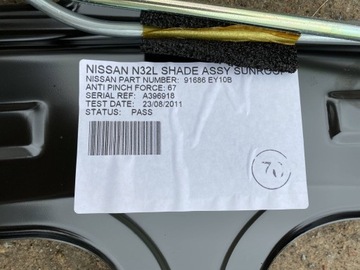 NISSAN N32L SHADE ASSY SUNROOF
NISSAN PART NUMBER: 91686 EY10B
ANTI PINCH FORCE: 67
SERIAL REF: A396918
TEST DATE: 23/08/2011
STATUS: PASS